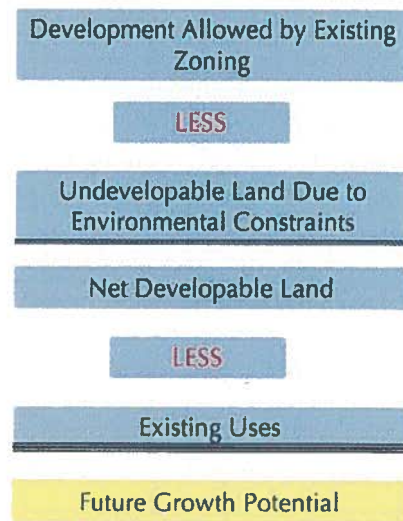 Development Allowed by Existing
Zoning
LESS
Undevelopable Land Due to
Environmental Constraints
Net Developable Land
LESS
Existing Uses
Future Growth Potential